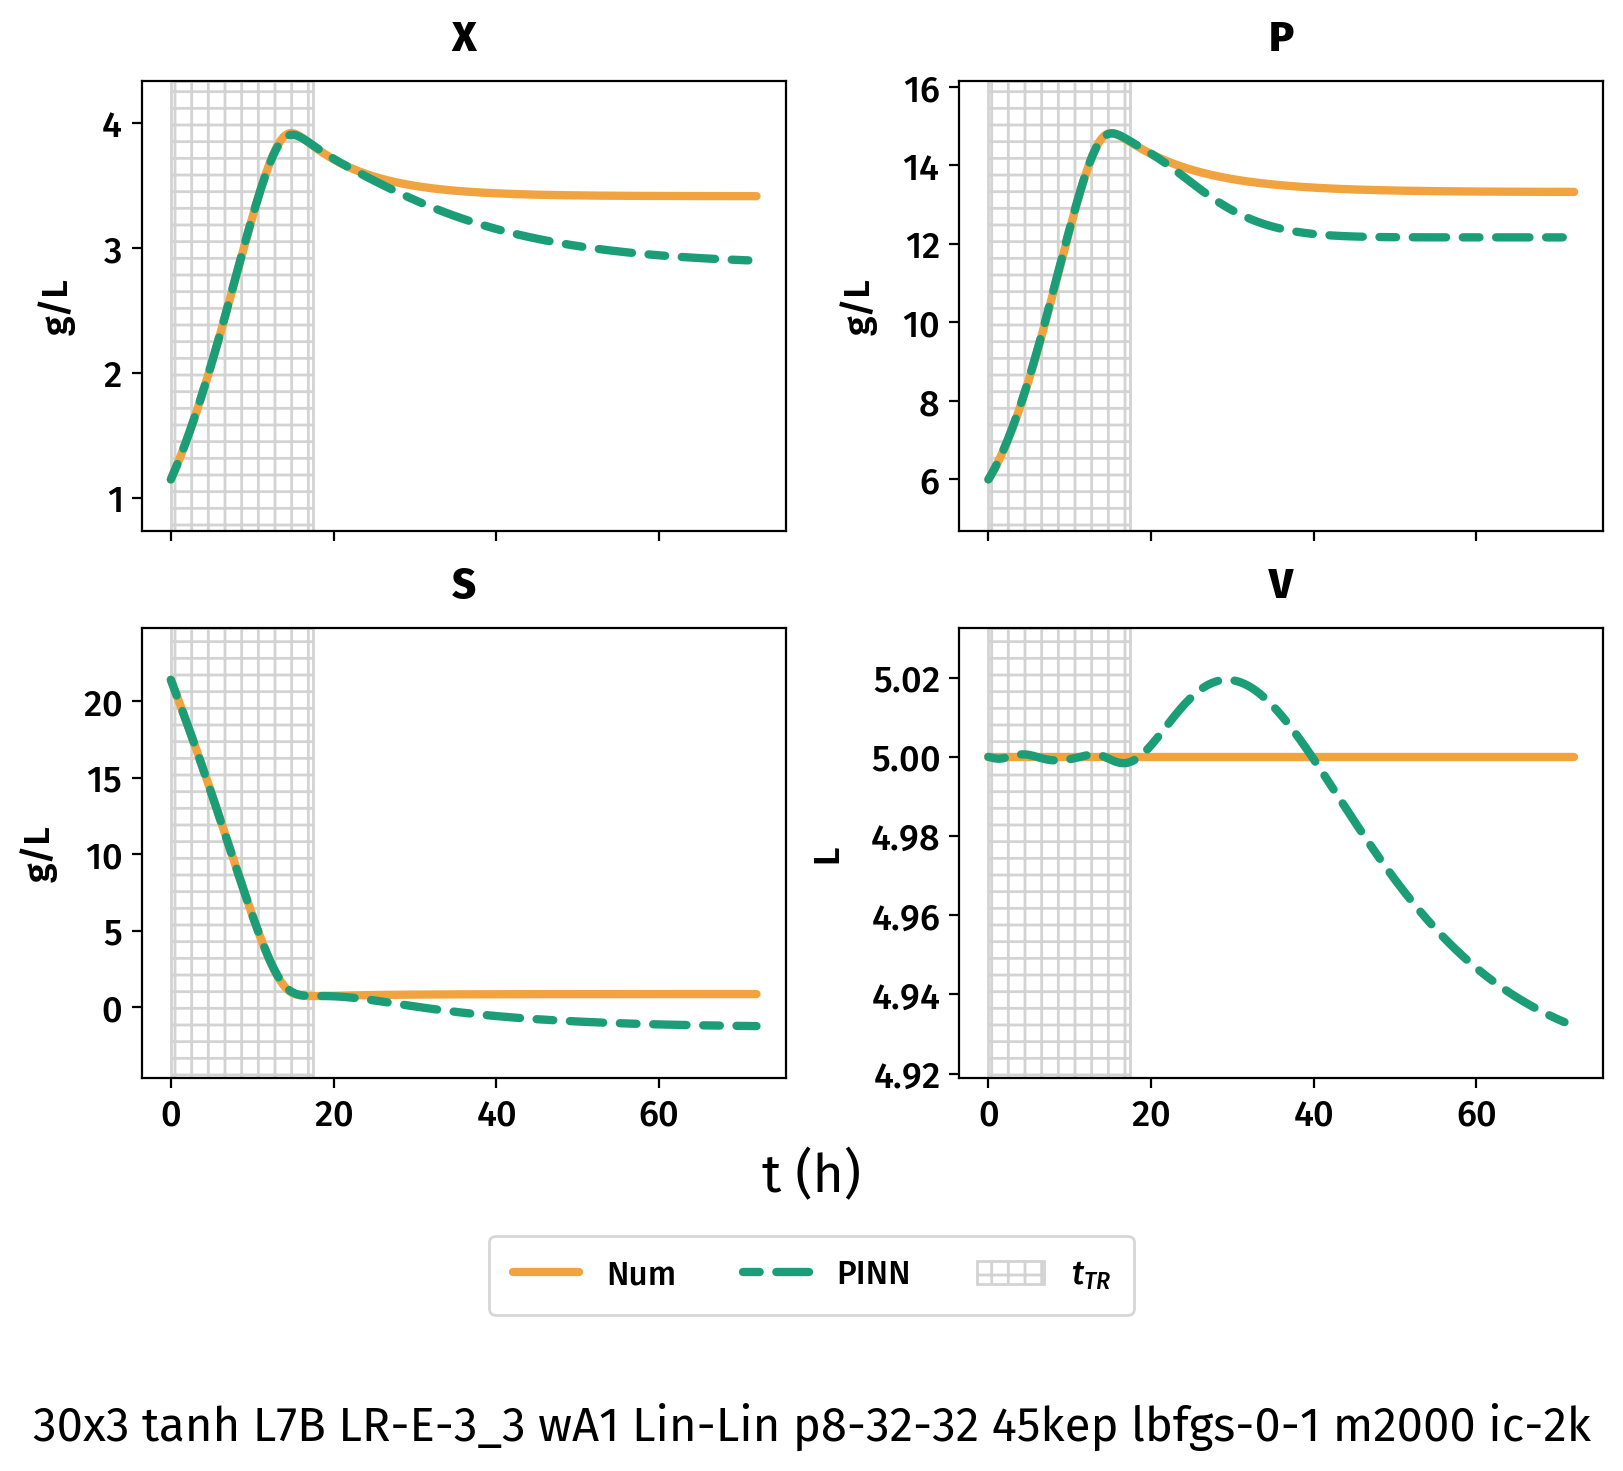 X
4
3
2
1
g/L
P
16
14
12
10
8
6
g/L
S
20
15
10
5
0
g/L
0 20 40 60
V
5.02
5.00
4.98
4.96
4.94
4.92
L
0 20 40 60
t (h)
Num PINN t_TR
30x3 tanh L7B LR-E-3_3 wA1 Lin-Lin p8-32-32 45kep lbfgs-0-1 m2000 ic-2k